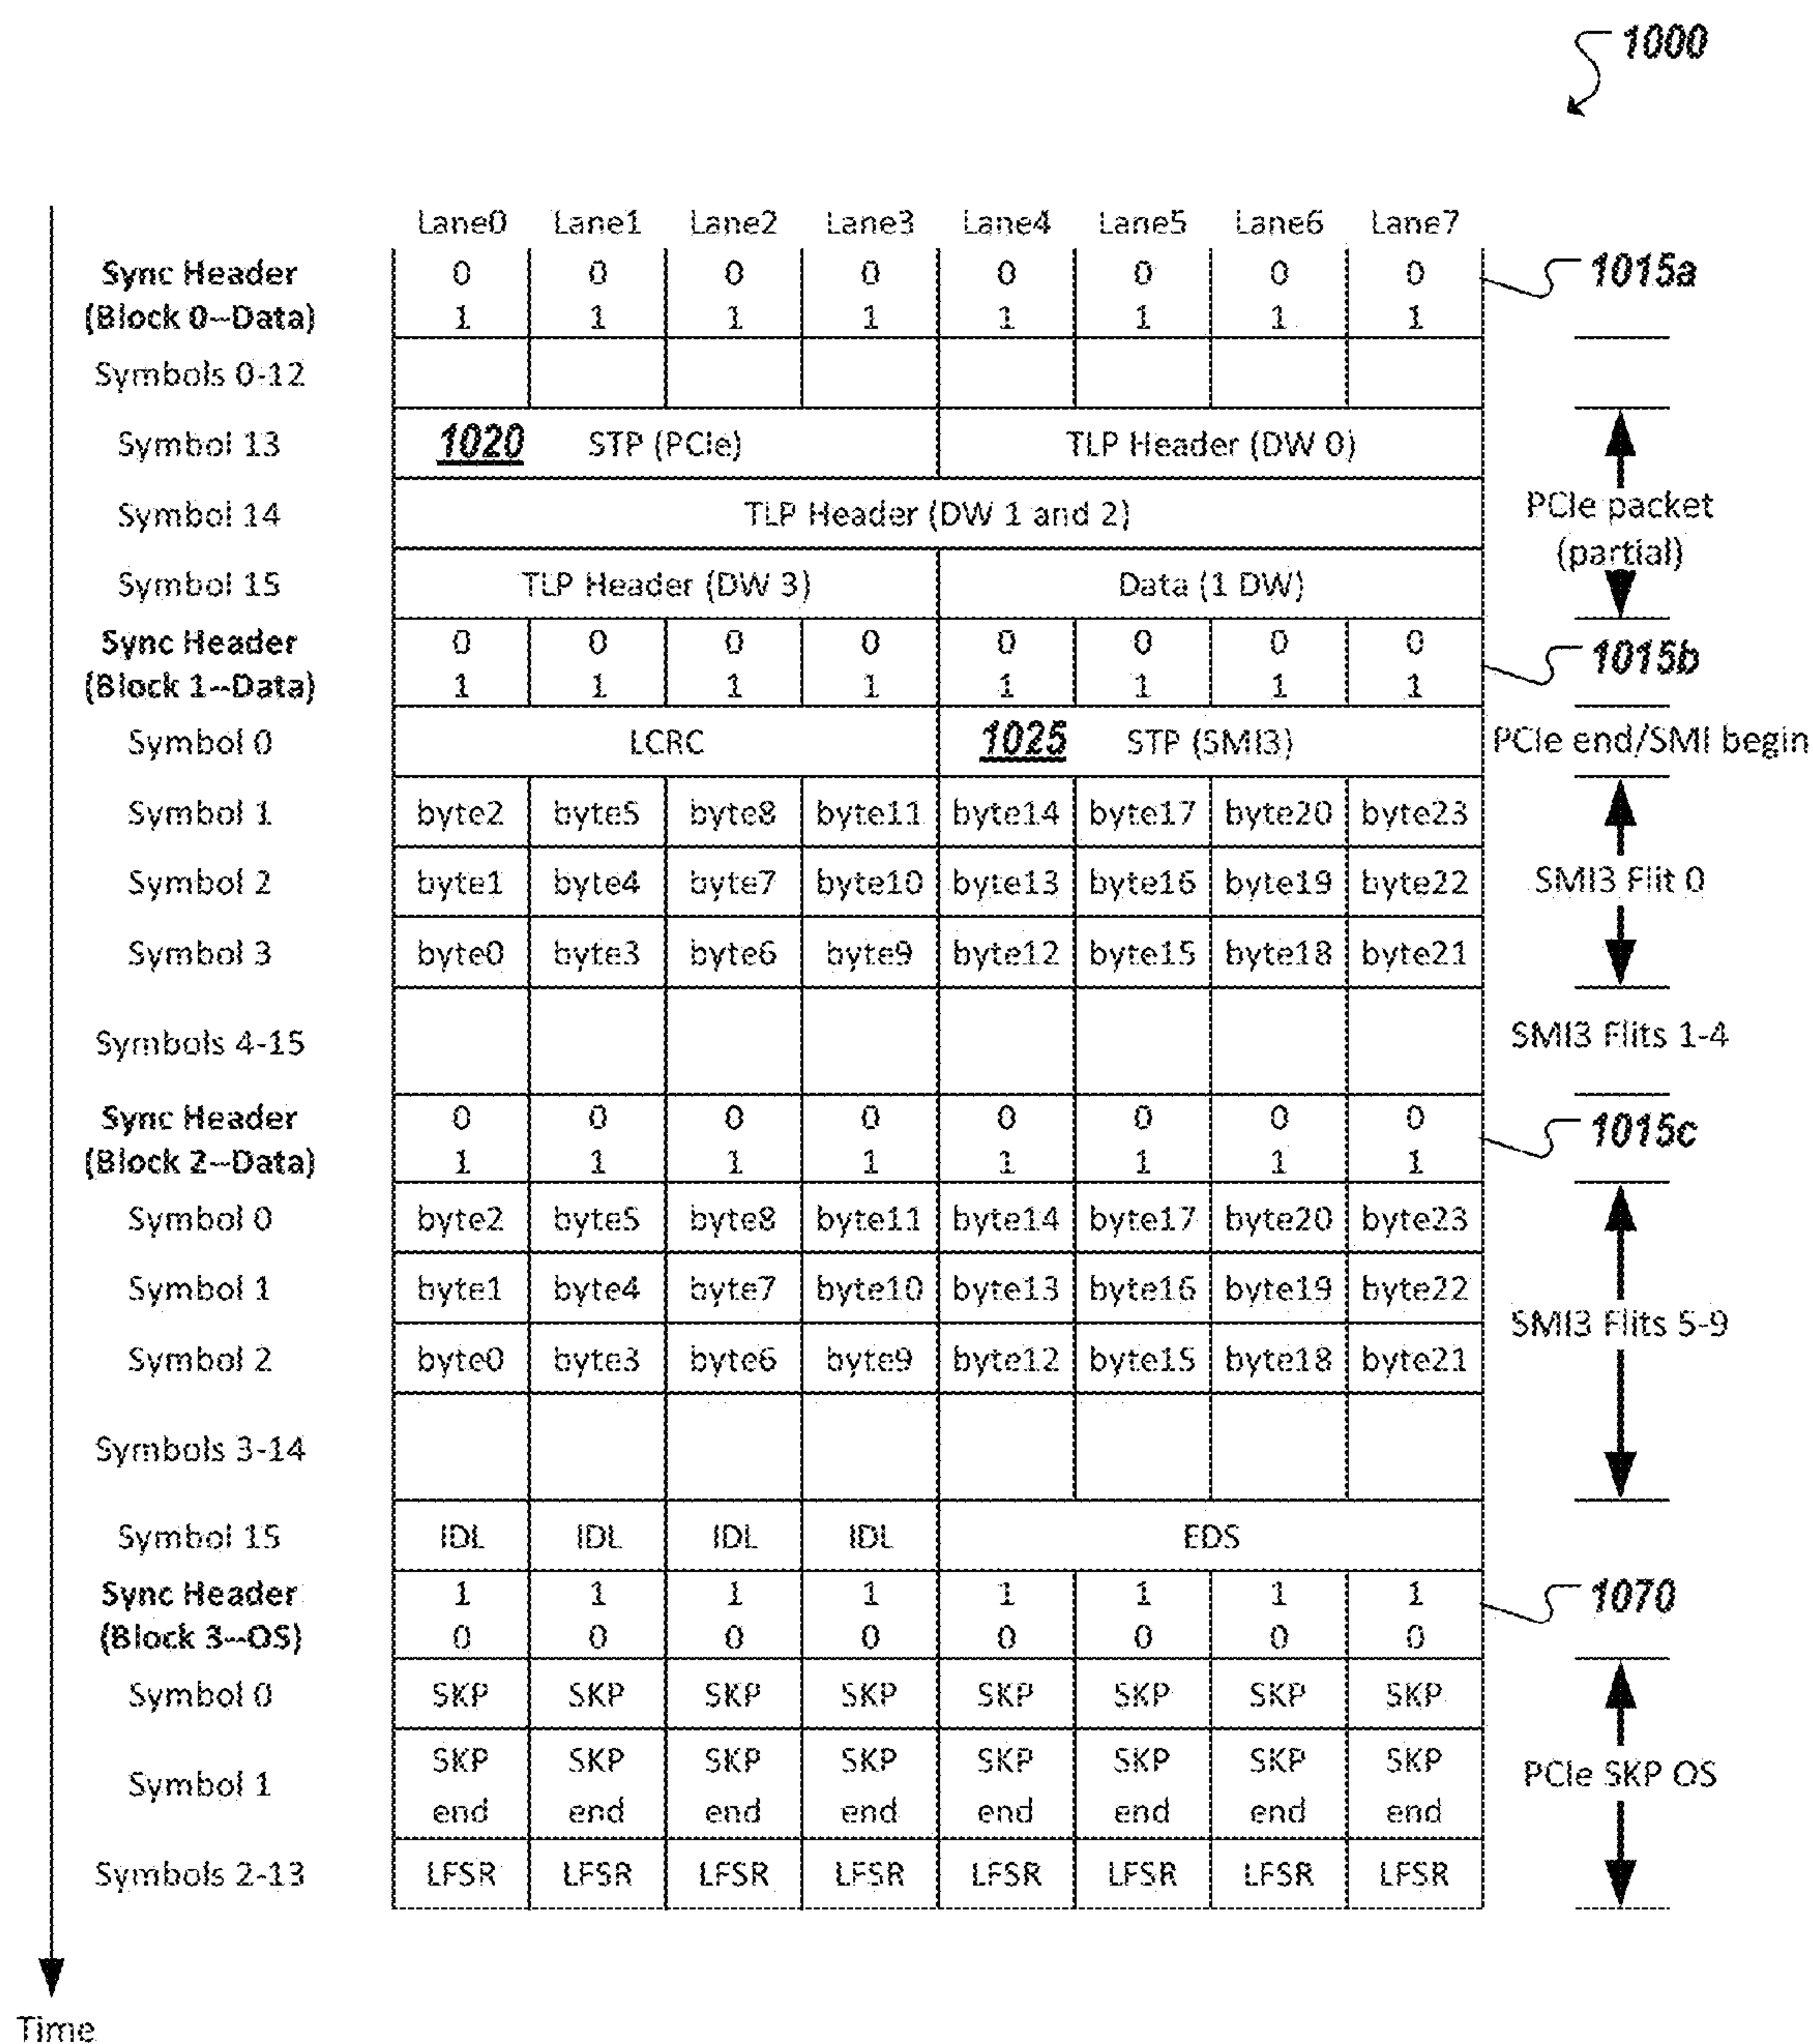 1000
Lane0 Lane1 Lane2 Lane3 Lane4 Lane5 Lane6 Lane7
Sync Header 0 0 0 0 0 0 0 0 1015a
(Block 0--Data) 1 1 1 1 1 1 1 1
Symbols 0-12
Symbol 13 1020 STP (PCIe) TLP Header (DW 0)
Symbol 14 TLP Header (DW 1 and 2) PCIe packet
(partial)
Symbol 15 TLP Header (DW 3) Data (1 DW)
Sync Header 0 0 0 0 0 0 0 0 1015b
(Block 1--Data) 1 1 1 1 1 1 1 1
Symbol 0 LCRC 1025 STP (SMI3) PCIe end/SMI begin
Symbol 1 byte2 byte5 byte8 byte11 byte14 byte17 byte20 byte23
Symbol 2 byte1 byte4 byte7 byte10 byte13 byte16 byte19 byte22 SMI3 Flit 0
Symbol 3 byte0 byte3 byte6 byte9 byte12 byte15 byte18 byte21
Symbols 4-15 SMI3 Flits 1-4
Sync Header 0 0 0 0 0 0 0 0 1015c
(Block 2--Data) 1 1 1 1 1 1 1 1
Symbol 0 byte2 byte5 byte8 byte11 byte14 byte17 byte20 byte23
Symbol 1 byte1 byte4 byte7 byte10 byte13 byte16 byte19 byte22
SMI3 Flits 5-9
Symbol 2 byte0 byte3 byte6 byte9 byte12 byte15 byte18 byte21
Symbols 3-14
Symbol 15 IDL IDL IDL IDL EDS
Sync Header 1 1 1 1 1 1 1 1 1070
(Block 3--OS) 0 0 0 0 0 0 0 0
Symbol 0 SKP SKP SKP SKP SKP SKP SKP SKP
Symbol 1 SKP SKP SKP SKP SKP SKP SKP SKP PCIe SKP OS
end end end end end end end end
Symbols 2-13 LFSR LFSR LFSR LFSR LFSR LFSR LFSR LFSR
Time